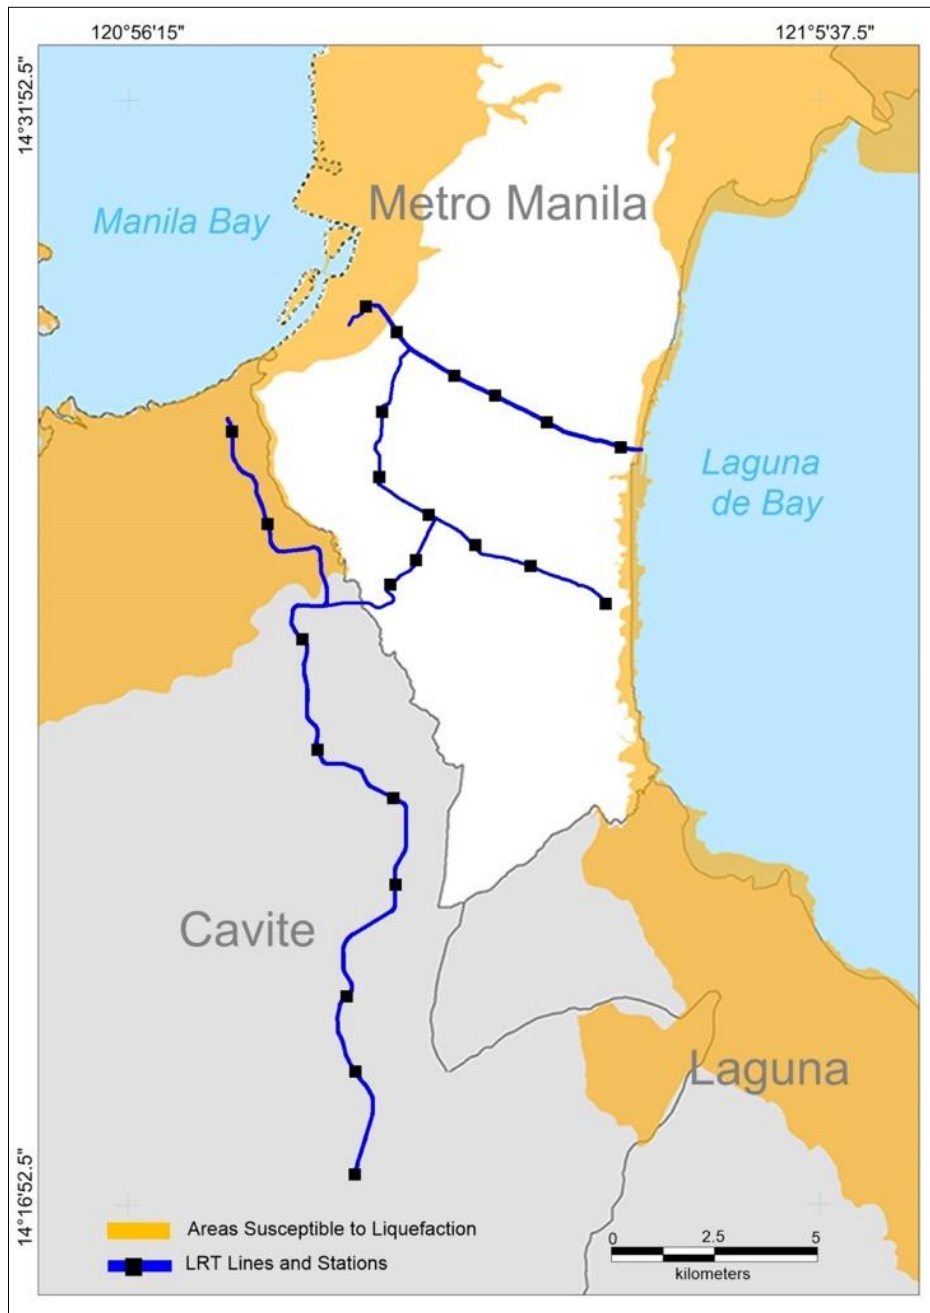 120°56'15"
121°5'37.5"
14°31'52.5"
Metro Manila
Manila Bay
Laguna
de Bay
Cavite
Laguna
14°16'52.5"
Areas Susceptible to Liquefaction
LRT Lines and Stations
0 2.5 5
kilometers